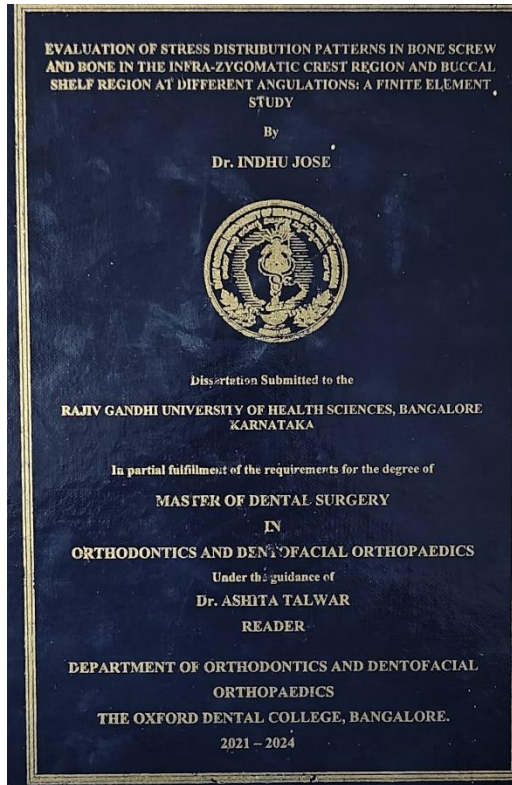 EVALUATION OF STRESS DISTRIBUTION PATTERNS IN BONE SCREW
AND BONE IN THE INFRA-ZYGOMATIC CREST REGION AND BUCCAL
SHELF REGION AT DIFFERENT ANGULATIONS: A FINITE ELEMENT
STUDY
By
Dr. INDHU JOSE
Dissertation Submitted to the
RAJIV GANDHI UNIVERSITY OF HEALTH SCIENCES, BANGALORE
KARNATAKA
In partial fulfillment of the requirements for the degree of
MASTER OF DENTAL SURGERY
IN
ORTHODONTICS AND DENTOFACIAL ORTHOPAEDICS
Under the guidance of
Dr. ASHITA TALWAR
READER
DEPARTMENT OF ORTHODONTICS AND DENTOFACIAL
ORTHOPAEDICS
THE OXFORD DENTAL COLLEGE, BANGALORE.
2021 – 2024